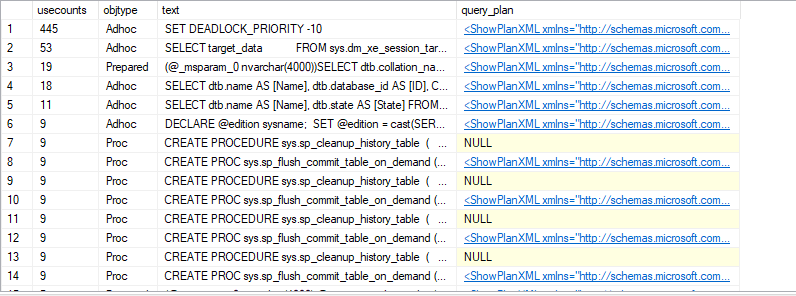 usecounts objtype text query_plan
1 445 Adhoc SET DEADLOCK_PRIORITY -10 <ShowPlanXML xmlns="http://schemas.microsoft.com...
2 53 Adhoc SELECT target_data FROM sys.dm_xe_session_tar... <ShowPlanXML xmlns="http://schemas.microsoft.com...
3 19 Prepared (@_msparam_0 nvarchar(4000))SELECT dtb.collation_na... <ShowPlanXML xmlns="http://schemas.microsoft.com...
4 18 Adhoc SELECT dtb.name AS [Name], dtb.database_id AS [ID], C... <ShowPlanXML xmlns="http://schemas.microsoft.com...
5 11 Adhoc SELECT dtb.name AS [Name], dtb.state AS [State] FROM... <ShowPlanXML xmlns="http://schemas.microsoft.com...
6 9 Adhoc DECLARE @edition sysname; SET @edition = cast(SER... <ShowPlanXML xmlns="http://schemas.microsoft.com...
7 9 Proc CREATE PROCEDURE sys.sp_cleanup_history_table ( ... NULL
8 9 Proc CREATE PROC sys.sp_flush_commit_table_on_demand (... <ShowPlanXML xmlns="http://schemas.microsoft.com...
9 9 Proc CREATE PROCEDURE sys.sp_cleanup_history_table ( ... NULL
10 9 Proc CREATE PROC sys.sp_flush_commit_table_on_demand (... <ShowPlanXML xmlns="http://schemas.microsoft.com...
11 9 Proc CREATE PROCEDURE sys.sp_cleanup_history_table ( ... NULL
12 9 Proc CREATE PROC sys.sp_flush_commit_table_on_demand (... <ShowPlanXML xmlns="http://schemas.microsoft.com...
13 9 Proc CREATE PROCEDURE sys.sp_cleanup_history_table ( ... NULL
14 9 Proc CREATE PROC sys.sp_flush_commit_table_on_demand (... <ShowPlanXML xmlns="http://schemas.microsoft.com...